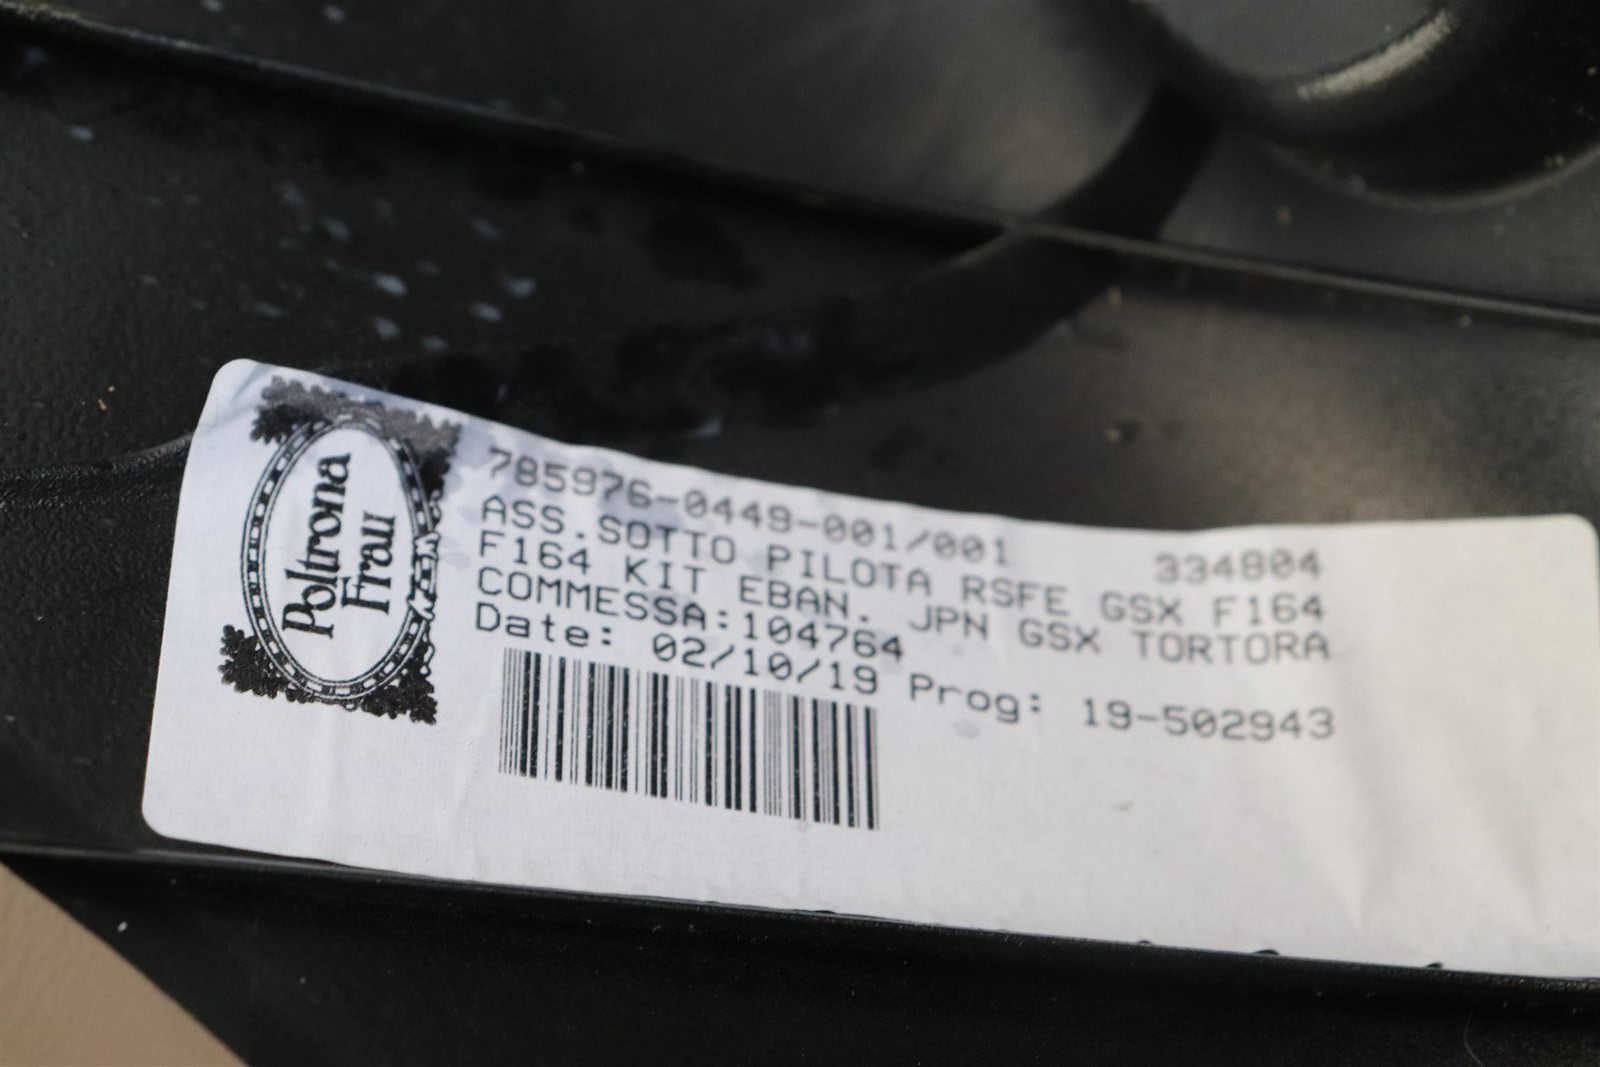 Poltrona
Frau
785976-0449-001/001 334804
ASS.SOTTO PILOTA RSFE GSX F164
F164 KIT EBAN. JPN GSX TORTORA
COMMESSA:104764
Date: 02/10/19 Prog: 19-502943